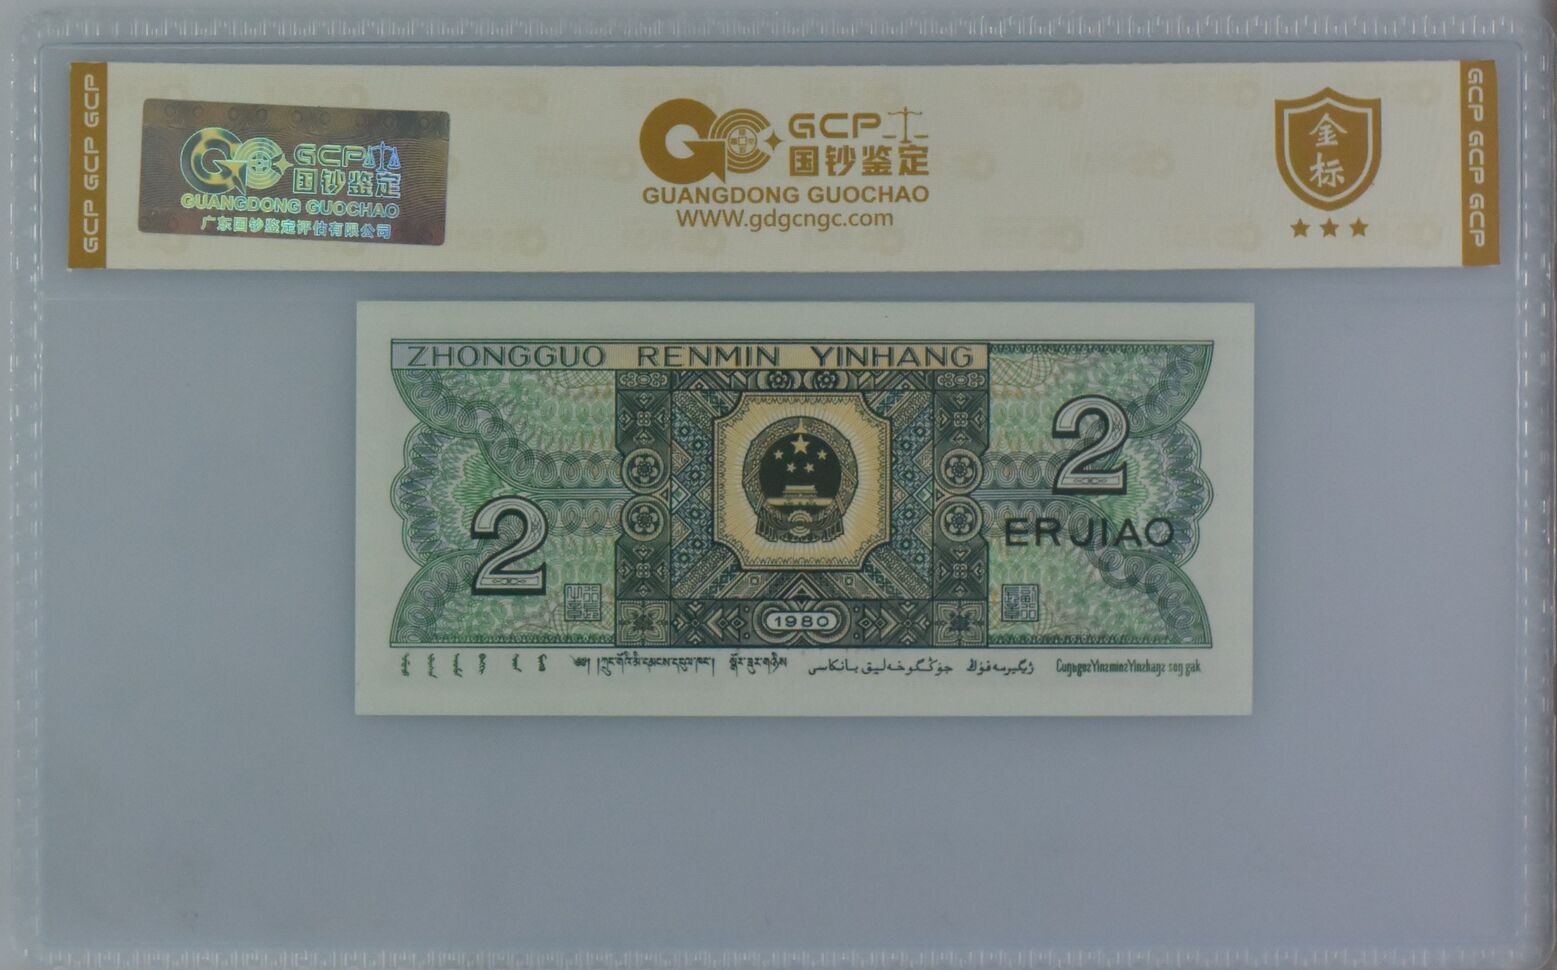 GCP GCP GCP
GCP
国钞鉴定
GUANGDONG GUOCHAO
广东国钞鉴定评估有限公司
GCP
国钞鉴定
GUANGDONG GUOCHAO
WWW.gdgcngc.com
金
标
GCP GCP GCP
ZHONGGUO RENMIN YINHANG
2
ER JIAO
2
1980